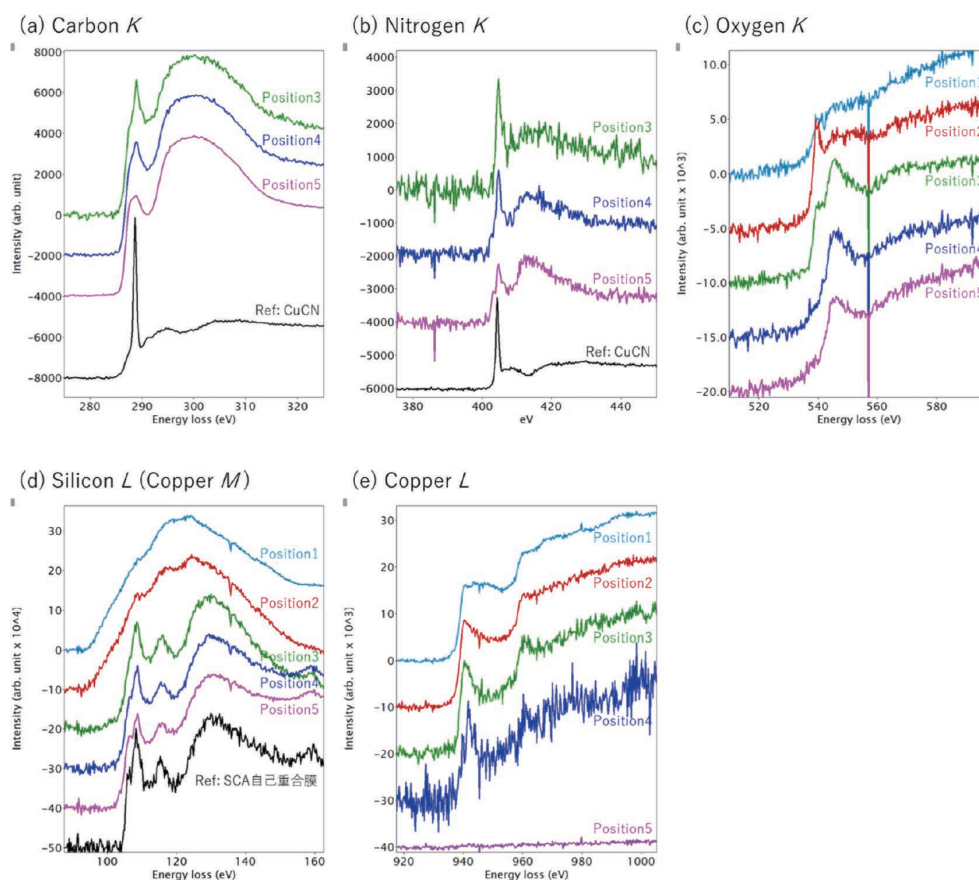 (a) Carbon K
Intensity (arb. unit)
8000
6000
4000
2000
0
−2000
−4000
−6000
−8000
Position3
Position4
Position5
Ref: CuCN
280
290
300
310
320
Energy loss (eV)
(b) Nitrogen K
Intensity (arb. unit)
3000
2000
1000
0
−1000
−2000
−3000
−4000
−5000
−6000
Position3
Position4
Position5
Ref: CuCN
380
400
420
440
eV
(c) Oxygen K
Intensity (arb. unit x 10^3)
10.0
5.0
0.0
−5.0
−10.0
−15.0
−20.0
Position1
Position2
Position3
Position4
Position5
520
540
560
580
Energy loss (eV)
(d) Silicon L (Copper M)
Intensity (arb. unit x 10^4)
30
20
10
0
−10
−20
−30
−40
−50
Position1
Position2
Position3
Position4
Position5
Ref: SCA自己重合膜
100
120
140
160
Energy loss (eV)
(e) Copper L
Intensity (arb. unit x 10^3)
30
20
10
0
−10
−20
−30
−40
Position1
Position2
Position3
Position4
Position5
920
940
960
980
1000
Energy loss (eV)